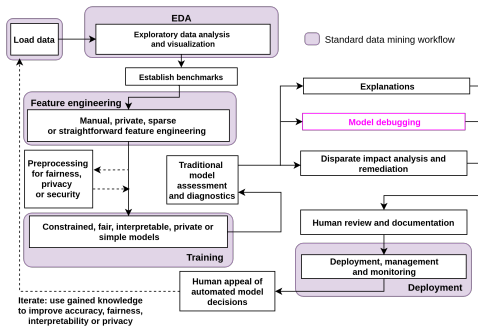 EDA
Load data
Exploratory data analysis
and visualization
Standard data mining workflow
Establish benchmarks
Explanations
Feature engineering
Manual, private, sparse
or straightforward feature engineering
Model debugging
Preprocessing
for fairness,
privacy
or security
Traditional
model
assessment
and diagnostics
Disparate impact analysis and
remediation
Constrained, fair, interpretable, private or
simple models
Training
Human review and documentation
Deployment, management
and monitoring
Deployment
Human appeal of
automated model
decisions
Iterate: use gained knowledge
to improve accuracy, fairness,
interpretability or privacy